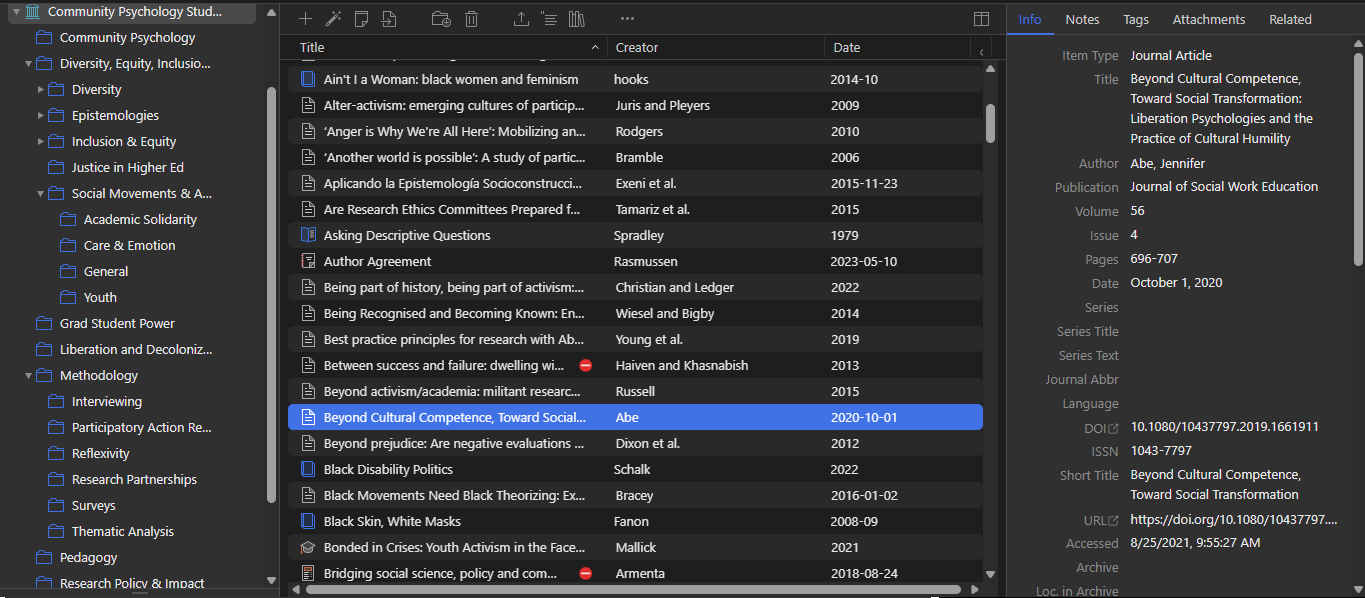 Community Psychology Stud...
Community Psychology
Diversity, Equity, Inclusio...
Diversity
Epistemologies
Inclusion & Equity
Justice in Higher Ed
Social Movements & A...
Academic Solidarity
Care & Emotion
General
Youth
Grad Student Power
Liberation and Decoloniz...
Methodology
Interviewing
Participatory Action Re...
Reflexivity
Research Partnerships
Surveys
Thematic Analysis
Pedagogy
Research Policy & Impact
Title Creator Date
Ain't I a Woman: black women and feminism hooks 2014-10
Alter-activism: emerging cultures of particip... Juris and Pleyers 2009
‘Anger is Why We're All Here’: Mobilizing an... Rodgers 2010
‘Another world is possible’: A study of partic... Bramble 2006
Aplicando la Epistemología Socioconstrucci... Exeni et al. 2015-11-23
Are Research Ethics Committees Prepared f... Tamariz et al. 2015
Asking Descriptive Questions Spradley 1979
Author Agreement Rasmussen 2023-05-10
Being part of history, being part of activism:... Christian and Ledger 2022
Being Recognised and Becoming Known: En... Wiesel and Bigby 2014
Best practice principles for research with Ab... Young et al. 2019
Between success and failure: dwelling wi... Haiven and Khasnabish 2013
Beyond activism/academia: militant researc... Russell 2015
Beyond Cultural Competence, Toward Social... Abe 2020-10-01
Beyond prejudice: Are negative evaluations ... Dixon et al. 2012
Black Disability Politics Schalk 2022
Black Movements Need Black Theorizing: Ex... Bracey 2016-01-02
Black Skin, White Masks Fanon 2008-09
Bonded in Crises: Youth Activism in the Face... Mallick 2021
Bridging social science, policy and com... Armenta 2018-08-24
Info Notes Tags Attachments Related
Item Type Journal Article
Title Beyond Cultural Competence,
Toward Social Transformation:
Liberation Psychologies and the
Practice of Cultural Humility
Author Abe, Jennifer
Publication Journal of Social Work Education
Volume 56
Issue 4
Pages 696-707
Date October 1, 2020
Series
Series Title
Series Text
Journal Abbr
Language
DOI 10.1080/10437797.2019.1661911
ISSN 1043-7797
Short Title Beyond Cultural Competence,
Toward Social Transformation
URL https://doi.org/10.1080/10437797....
Accessed 8/25/2021, 9:55:27 AM
Archive
Loc. in Archive